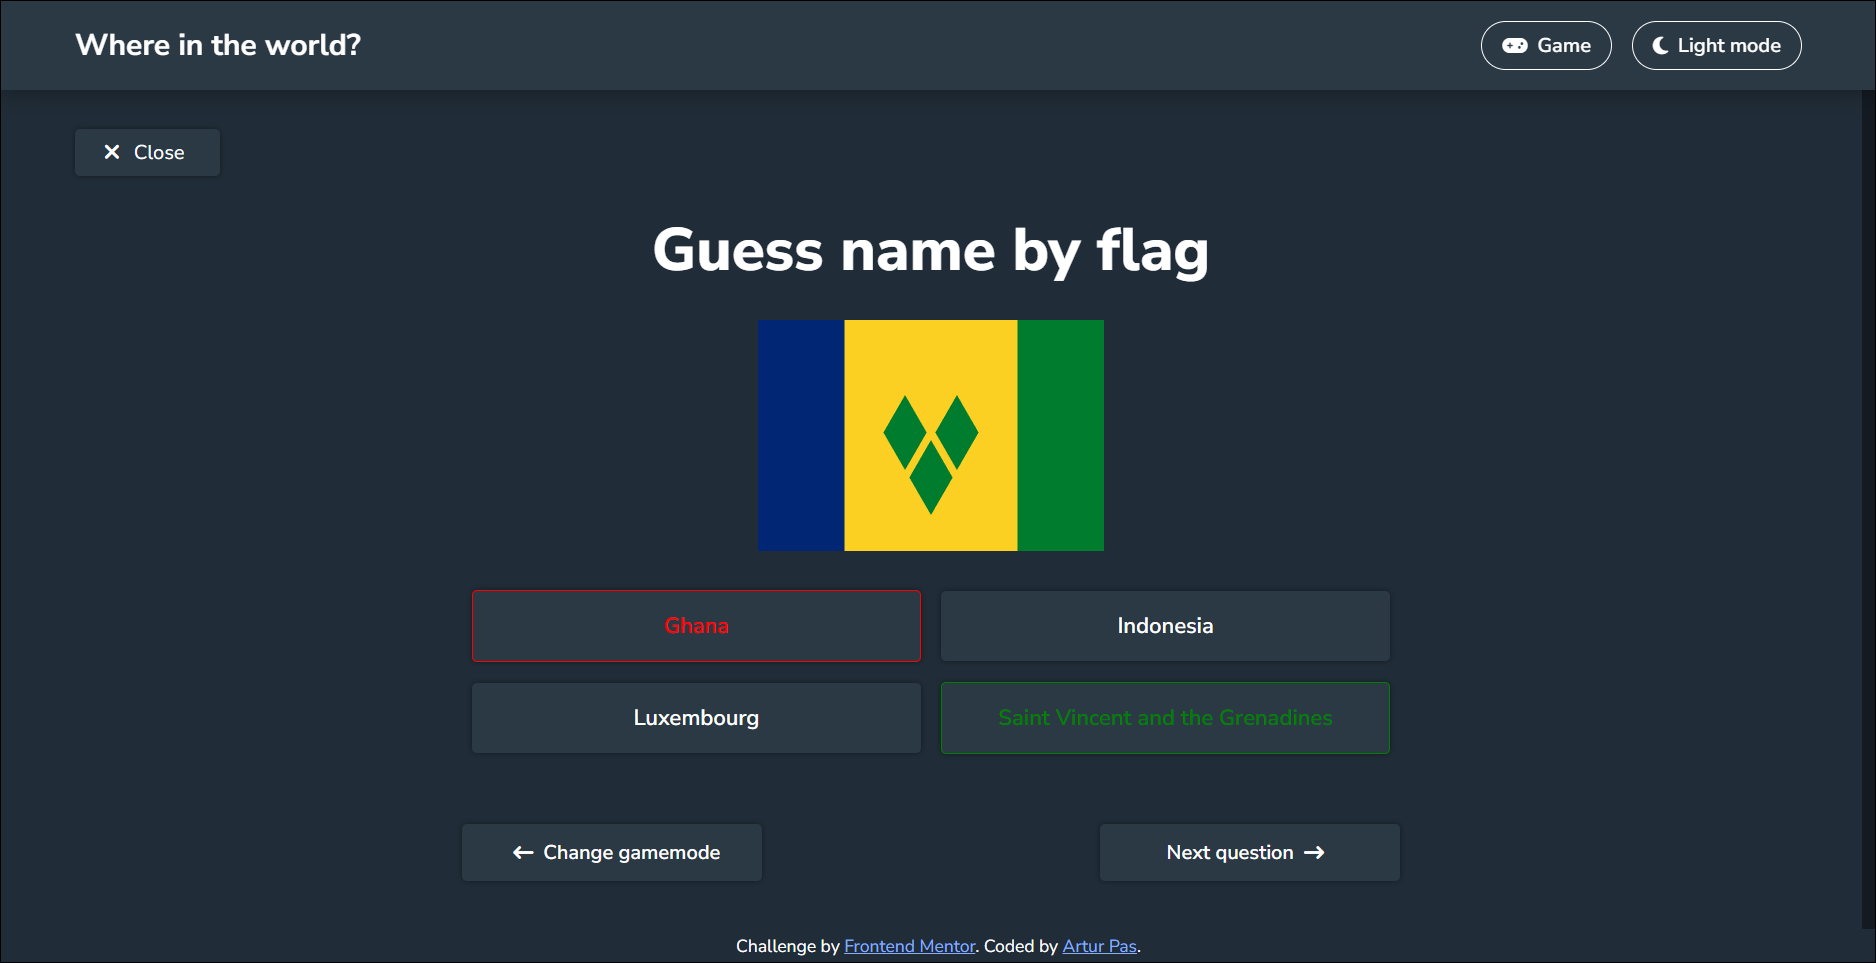 Where in the world?
Game
Light mode
Close
Guess name by flag
Ghana
Indonesia
Luxembourg
Saint Vincent and the Grenadines
Change gamemode
Next question
Challenge by Frontend Mentor. Coded by Artur Pas.